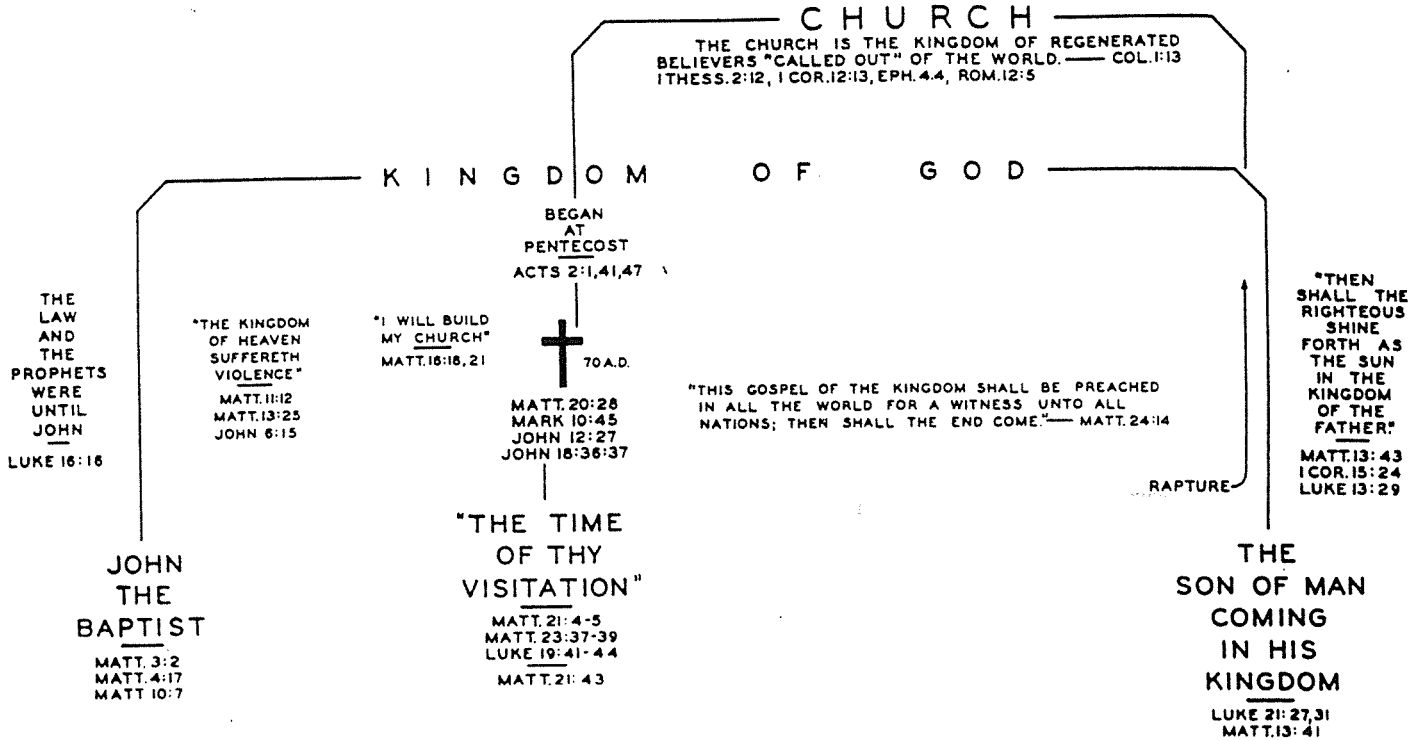 CHURCH
THE CHURCH IS THE KINGDOM OF REGENERATED
BELIEVERS "CALLED OUT" OF THE WORLD. — COL.1:13
I THESS. 2:12, I COR. 12:13, EPH. 4.4, ROM. 12:5
KINGDOM OF GOD
BEGAN
AT
PENTECOST
ACTS 2:1,41,47
THE
LAW
AND
THE
PROPHETS
WERE
UNTIL
JOHN
LUKE 16:16
"THE KINGDOM
OF HEAVEN
SUFFERETH
VIOLENCE"
MATT. 11:12
MATT. 13:25
JOHN 6:15
"I WILL BUILD
MY CHURCH"
MATT. 16:18, 21
70 A.D.
MATT. 20:28
MARK 10:45
JOHN 12:27
JOHN 18:36:37
"THIS GOSPEL OF THE KINGDOM SHALL BE PREACHED
IN ALL THE WORLD FOR A WITNESS UNTO ALL
NATIONS; THEN SHALL THE END COME." — MATT. 24:14
RAPTURE
"THEN
SHALL THE
RIGHTEOUS
SHINE
FORTH AS
THE SUN
IN THE
KINGDOM
OF THE
FATHER."
MATT. 13:43
I COR. 15:24
LUKE 13:29
JOHN
THE
BAPTIST
MATT. 3:2
MATT. 4:17
MATT 10:7
"THE TIME
OF THY
VISITATION"
MATT. 21:4-5
MATT. 23:37-39
LUKE 19:41-44
MATT. 21:43
THE
SON OF MAN
COMING
IN HIS
KINGDOM
LUKE 21:27,31
MATT. 13:41